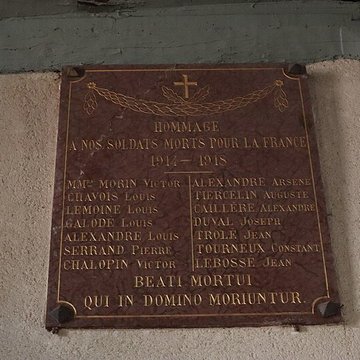 HOMMAGE
A NOS SOLDATS MORTS POUR LA FRANCE
1914 - 1918
MM.rs MORIN VICTOR
CHAVOIS LOUIS
LEMOINE LOUIS
GALODÉ LOUIS
ALEXANDRE LOUIS
SERRAND PIERRE
CHALOPIN VICTOR
ALEXANDRE ARSÈNE
PIERCELIN AUGUSTE
CAILLÈRE ALEXANDRE
DUVAL JOSEPH
TROLÉ JEAN
TOURNEUX CONSTANT
LEBOSSÉ JEAN
BEATI MORTUI
QUI IN DOMINO MORIUNTUR.